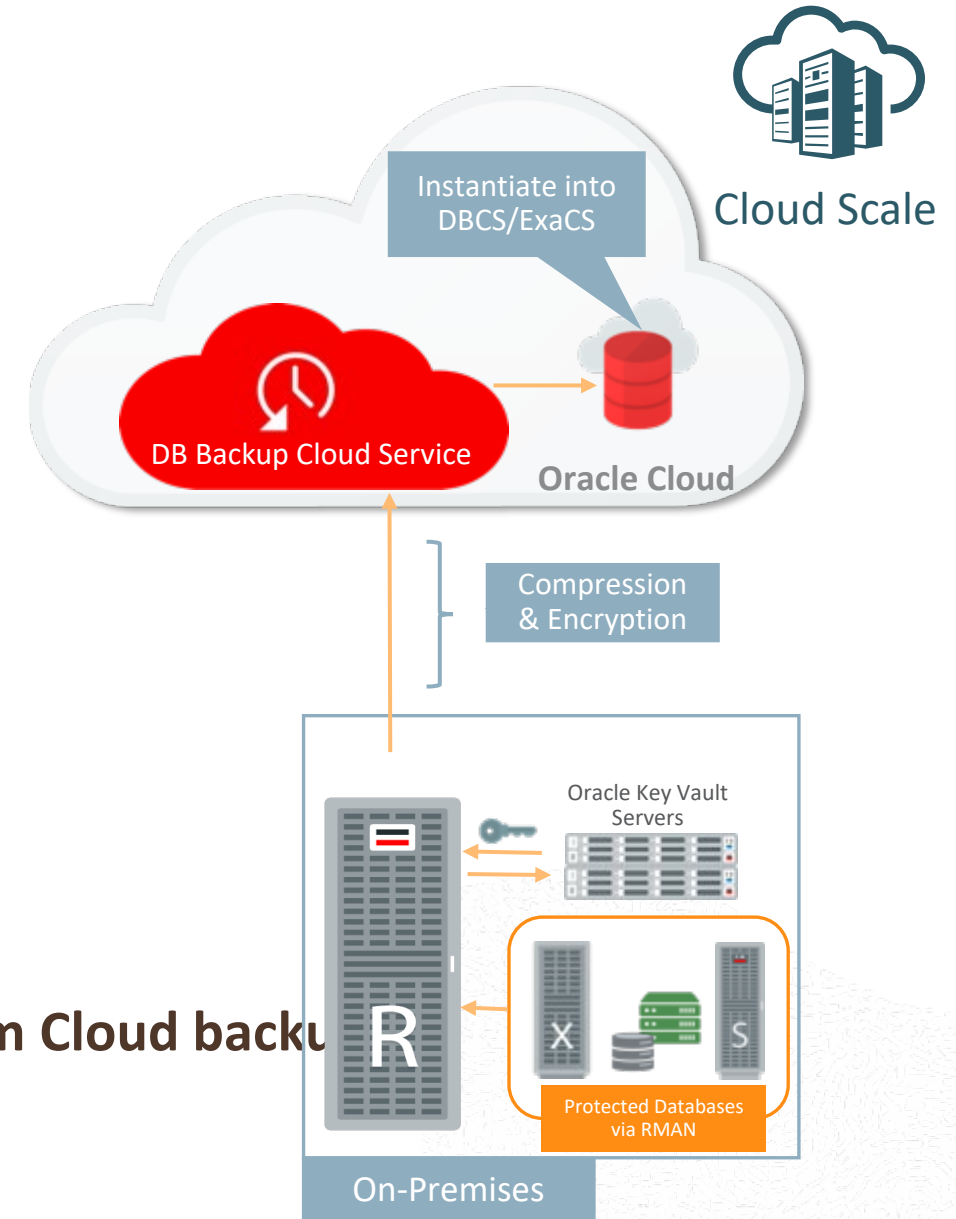 Instantiate into
DBCS/ExaCS
Cloud Scale
DB Backup Cloud Service
Oracle Cloud
Compression
& Encryption
Oracle Key Vault
Servers
R
X
S
Cloud
Protected Databases
via RMAN
On-Premises